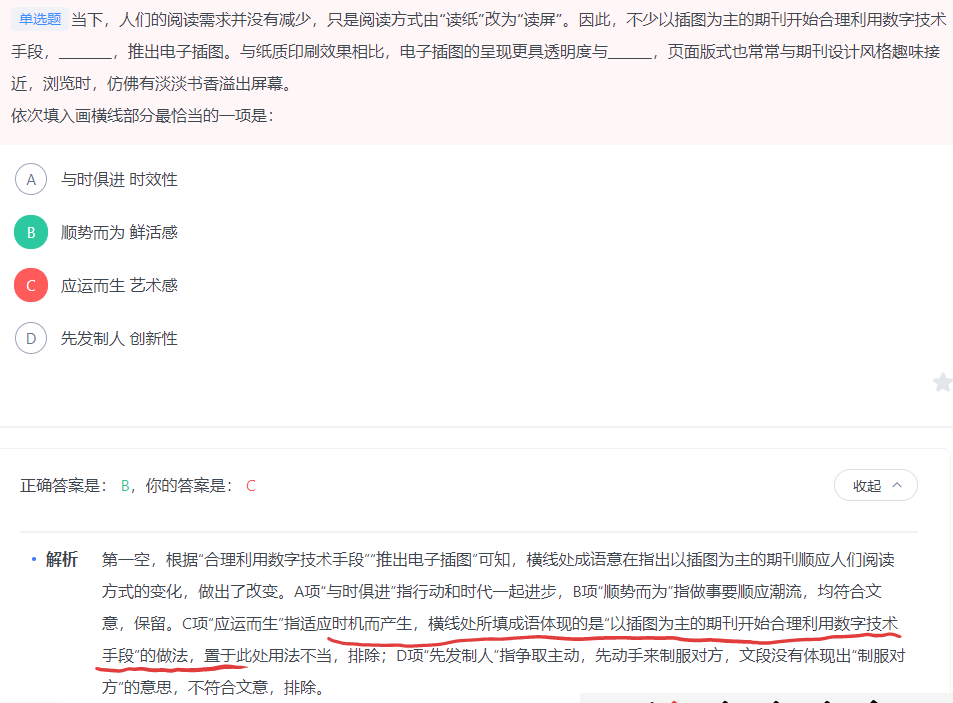 单选题 当下，人们的阅读需求并没有减少，只是阅读方式由“读纸”改为“读屏”。因此，不少以插图为主的期刊开始合理利用数字技术
手段，_______，推出电子插图。与纸质印刷效果相比，电子插图的呈现更具透明度与______，页面版式也常常与期刊设计风格趣味接
近，浏览时，仿佛有淡淡书香溢出屏幕。
依次填入画横线部分最恰当的一项是：
A 与时俱进 时效性
B 顺势而为 鲜活感
C 应运而生 艺术感
D 先发制人 创新性
正确答案是： B，你的答案是： C
收起
解析 第一空，根据“合理利用数字技术手段”“推出电子插图”可知，横线处成语意在指出以插图为主的期刊顺应人们阅读
方式的变化，做出了改变。A项“与时俱进”指行动和时代一起进步，B项“顺势而为”指做事要顺应潮流，均符合文
意，保留。C项“应运而生”指适应时机而产生，横线处所填成语体现的是“以插图为主的期刊开始合理利用数字技术
手段”的做法，置于此处用法不当，排除；D项“先发制人”指争取主动，先动手来制服对方，文段没有体现出“制服对
方”的意思，不符合文意，排除。